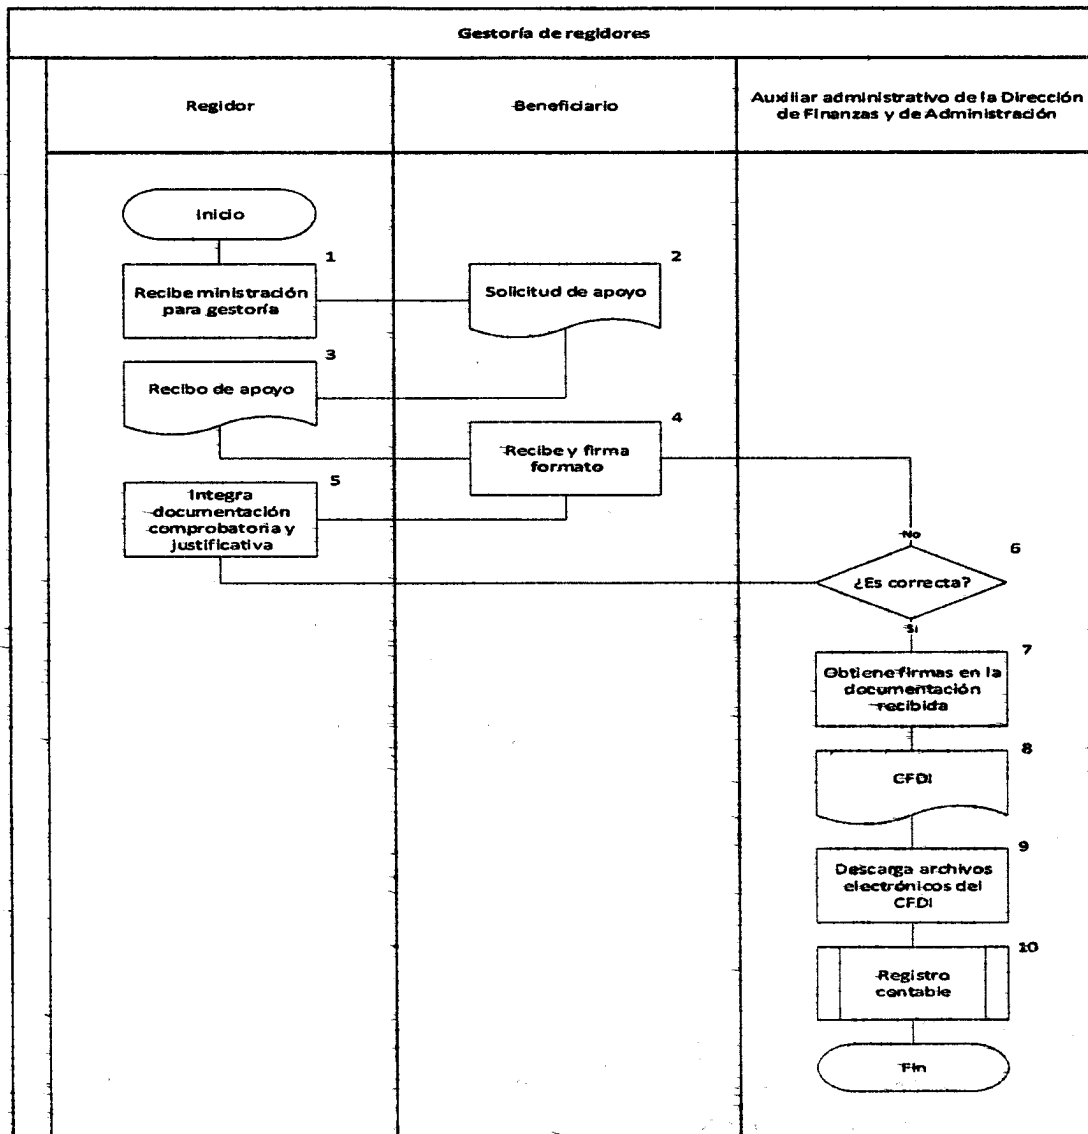 Gestoría de regidores
Regidor
Beneficiario
Auxiliar administrativo de la Dirección
de Finanzas y de Administración
Inicio
1
Recibe ministración
para gestoría
2
Solicitud de apoyo
3
Recibo de apoyo
4
Recibe y firma
formato
5
Integra
documentación
comprobatoria y
justificativa
No
6
¿Es correcta?
Si
7
Obtiene firmas en la
documentación
recibida
8
CFDI
9
Descarga archivos
electrónicos del
CFDI
10
Registro
contable
Fin